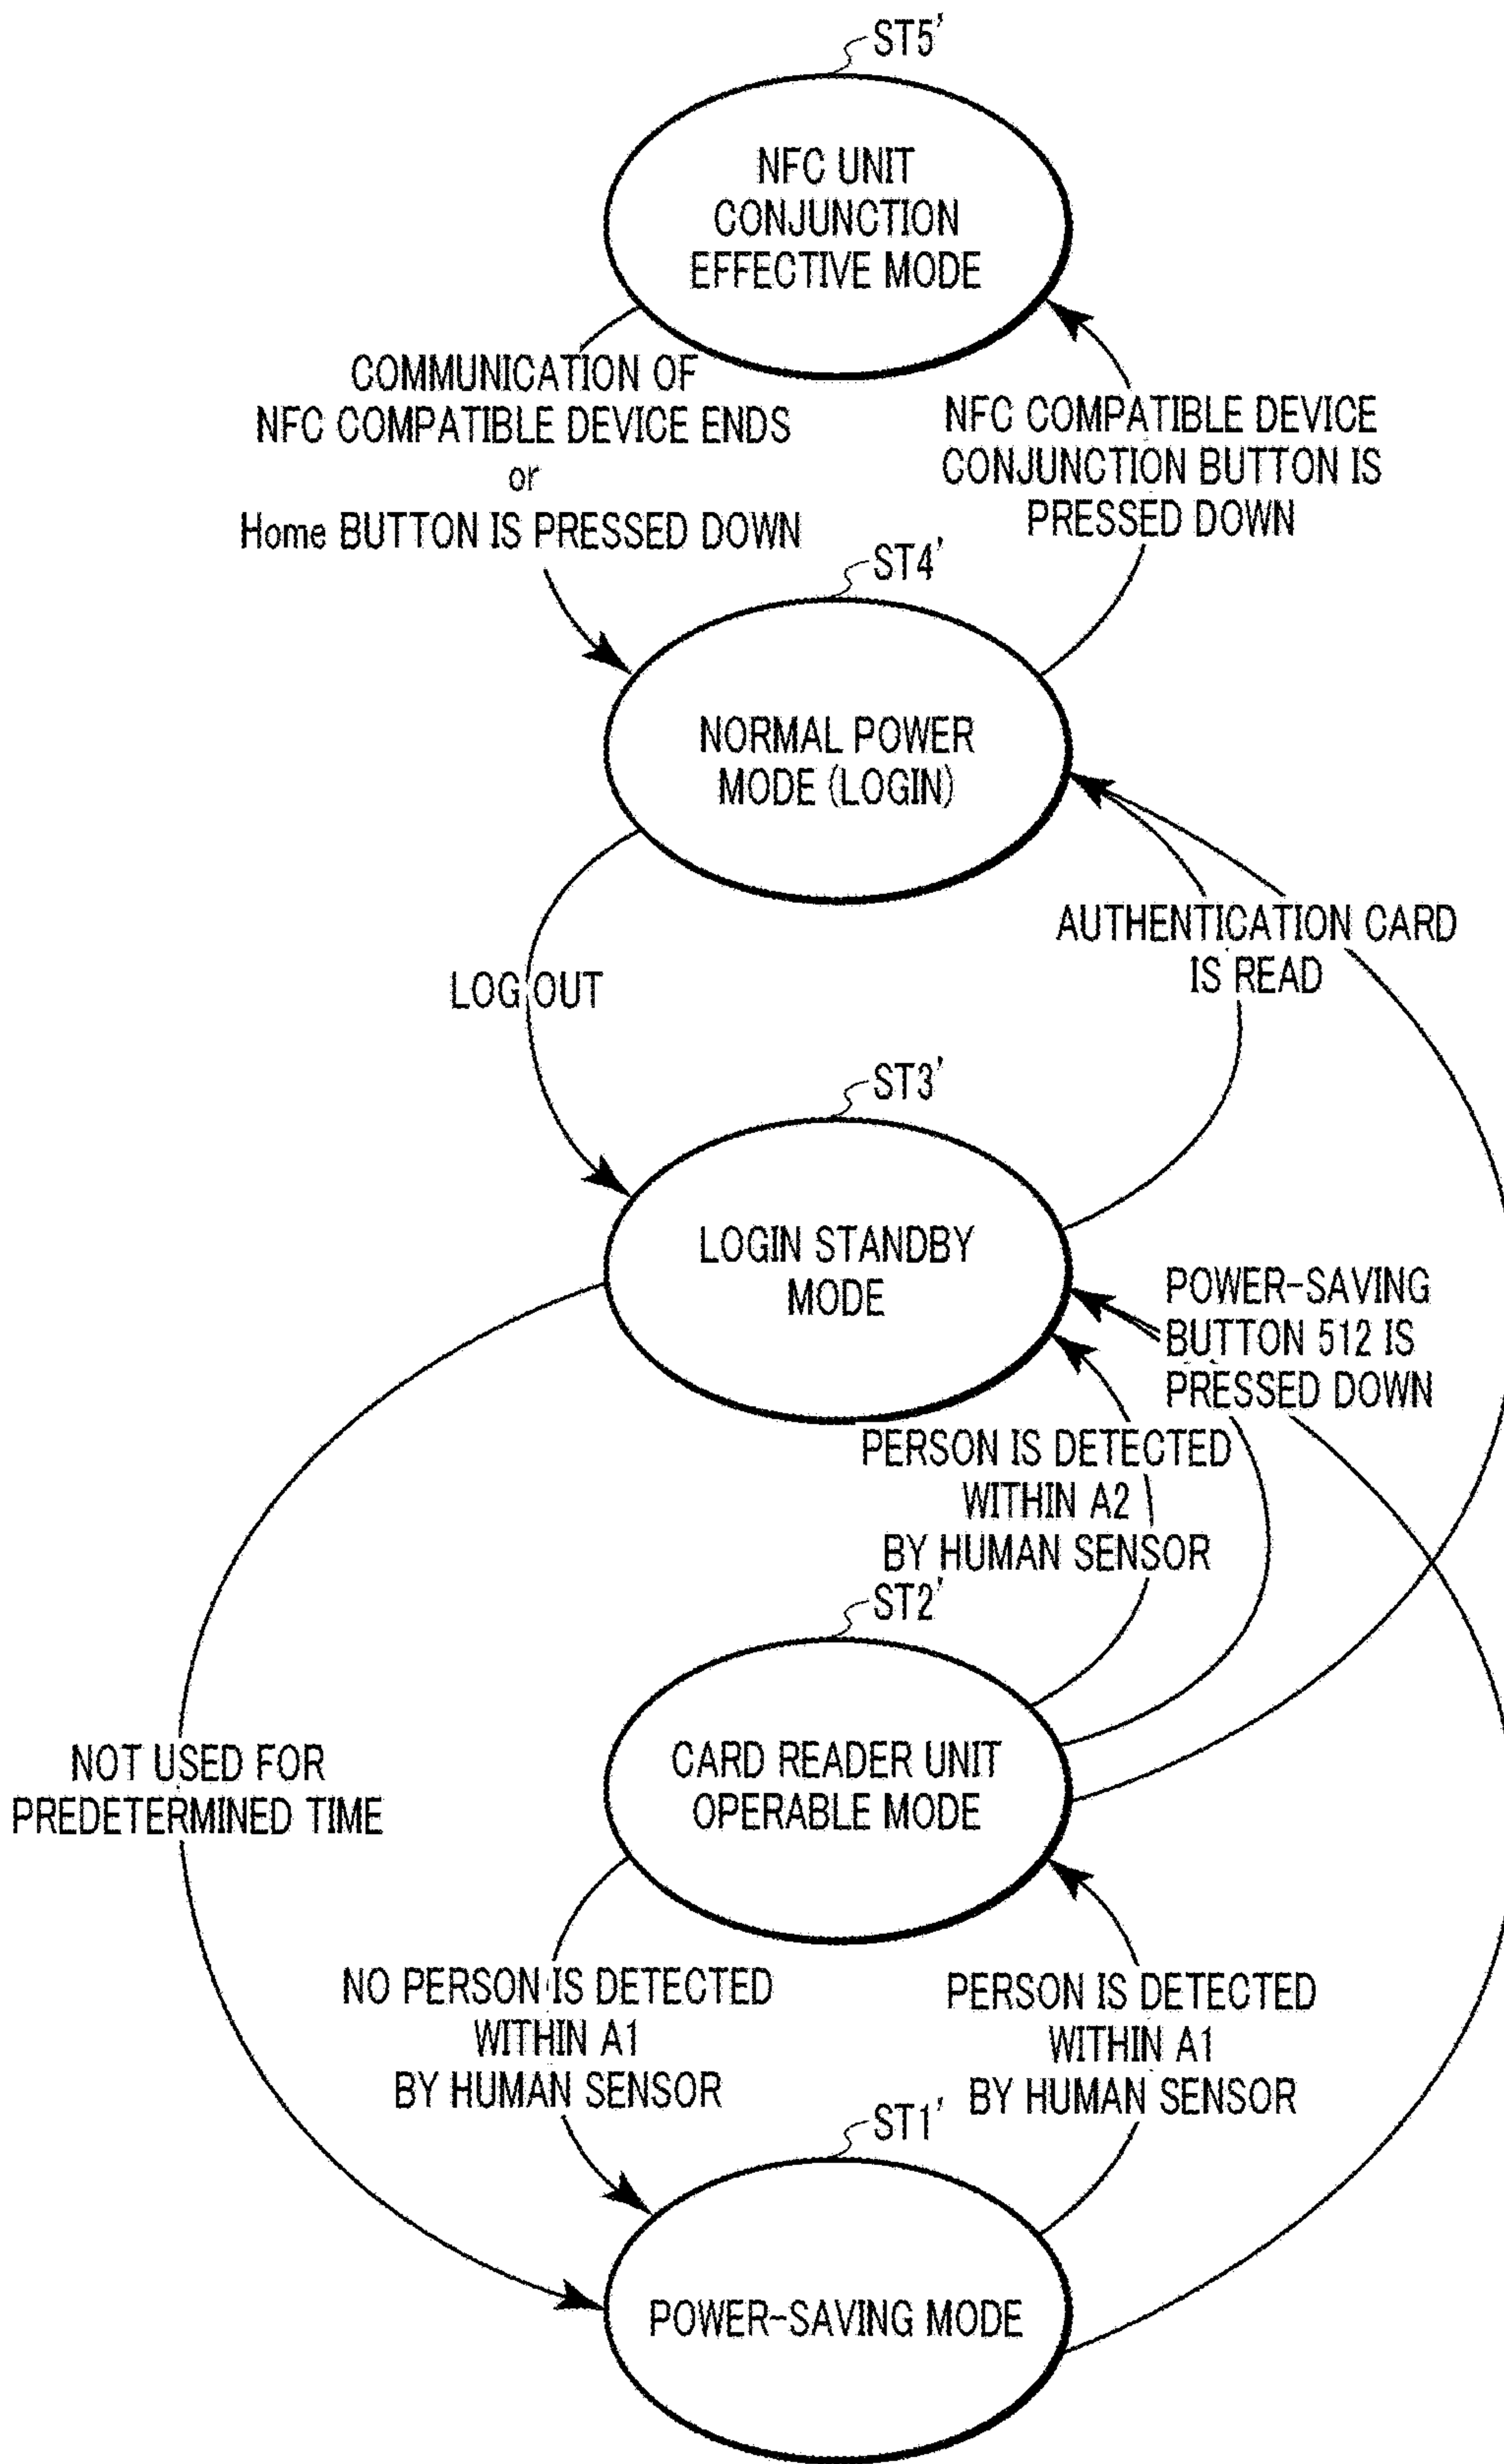 ST5'
NFC UNIT
CONJUNCTION
EFFECTIVE MODE
COMMUNICATION OF
NFC COMPATIBLE DEVICE ENDS
or
Home BUTTON IS PRESSED DOWN
NFC COMPATIBLE DEVICE
CONJUNCTION BUTTON IS
PRESSED DOWN
ST4'
NORMAL POWER
MODE (LOGIN)
LOG OUT
AUTHENTICATION CARD
IS READ
ST3'
LOGIN STANDBY
MODE
POWER-SAVING
BUTTON 512 IS
PRESSED DOWN
PERSON IS DETECTED
WITHIN A2
BY HUMAN SENSOR
ST2'
CARD READER UNIT
OPERABLE MODE
NOT USED FOR
PREDETERMINED TIME
NO PERSON IS DETECTED
WITHIN A1
BY HUMAN SENSOR
PERSON IS DETECTED
WITHIN A1
BY HUMAN SENSOR
ST1'
POWER-SAVING MODE